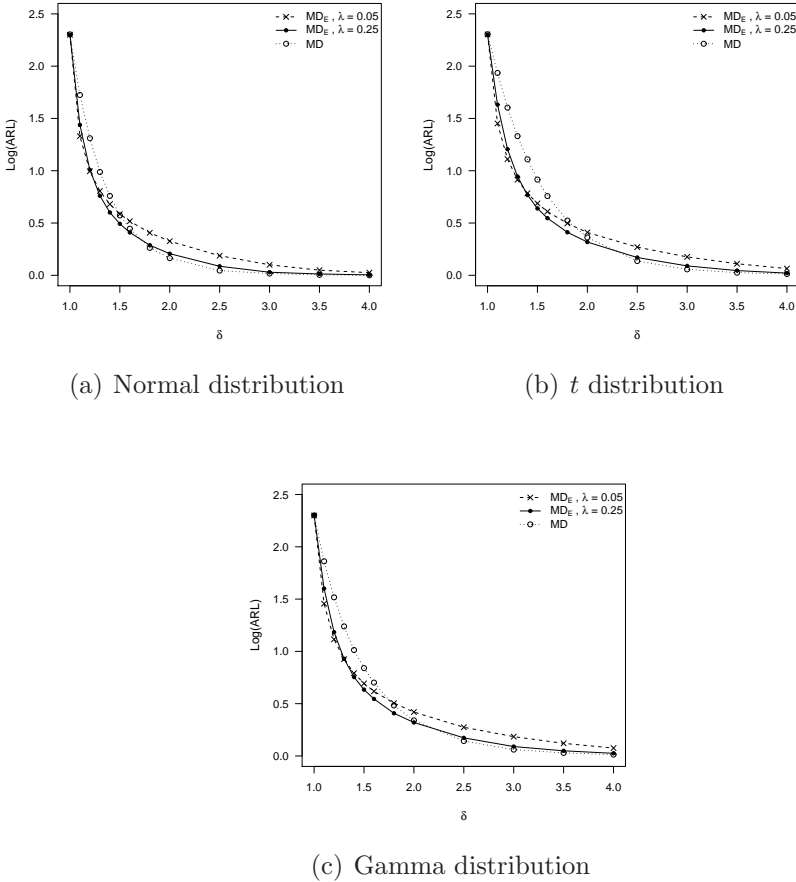 2.5
2.0
1.5
1.0
0.5
0.0
Log(ARL)
MD_E , λ = 0.05
MD_E , λ = 0.25
MD
1.0 1.5 2.0 2.5 3.0 3.5 4.0
δ
(a) Normal distribution
2.5
2.0
1.5
1.0
0.5
0.0
Log(ARL)
MD_E , λ = 0.05
MD_E , λ = 0.25
MD
1.0 1.5 2.0 2.5 3.0 3.5 4.0
δ
(b) t distribution
2.5
2.0
1.5
1.0
0.5
0.0
Log(ARL)
MD_E , λ = 0.05
MD_E , λ = 0.25
MD
1.0 1.5 2.0 2.5 3.0 3.5 4.0
δ
(c) Gamma distribution